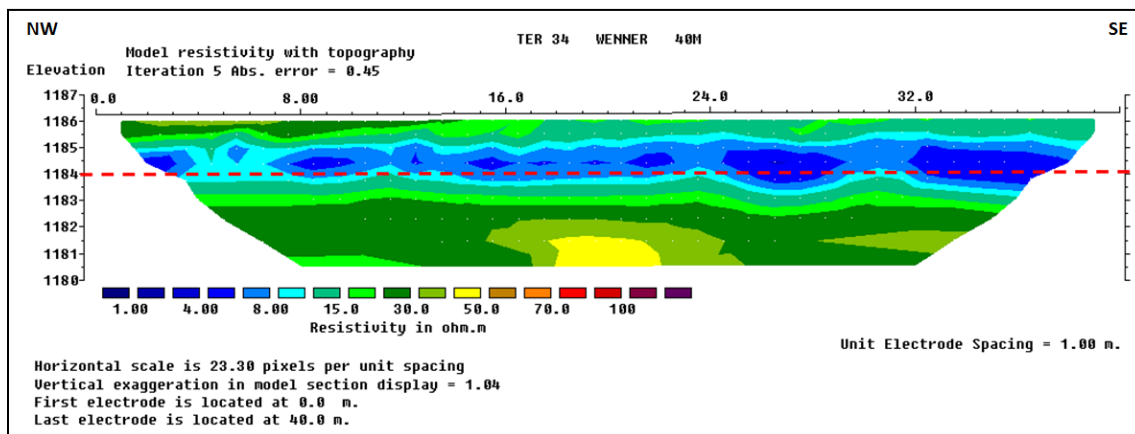 NW SE
TER 34 WENNER 40M
Model resistivity with topography
Elevation Iteration 5 Abs. error = 0.45
1187 0.0 8.00 16.0 24.0 32.0
1186
1185
1184
1183
1182
1181
1180
1.00 4.00 8.00 15.0 30.0 50.0 70.0 100
Resistivity in ohm.m
Unit Electrode Spacing = 1.00 m.
Horizontal scale is 23.30 pixels per unit spacing
Vertical exaggeration in model section display = 1.04
First electrode is located at 0.0 m.
Last electrode is located at 40.0 m.